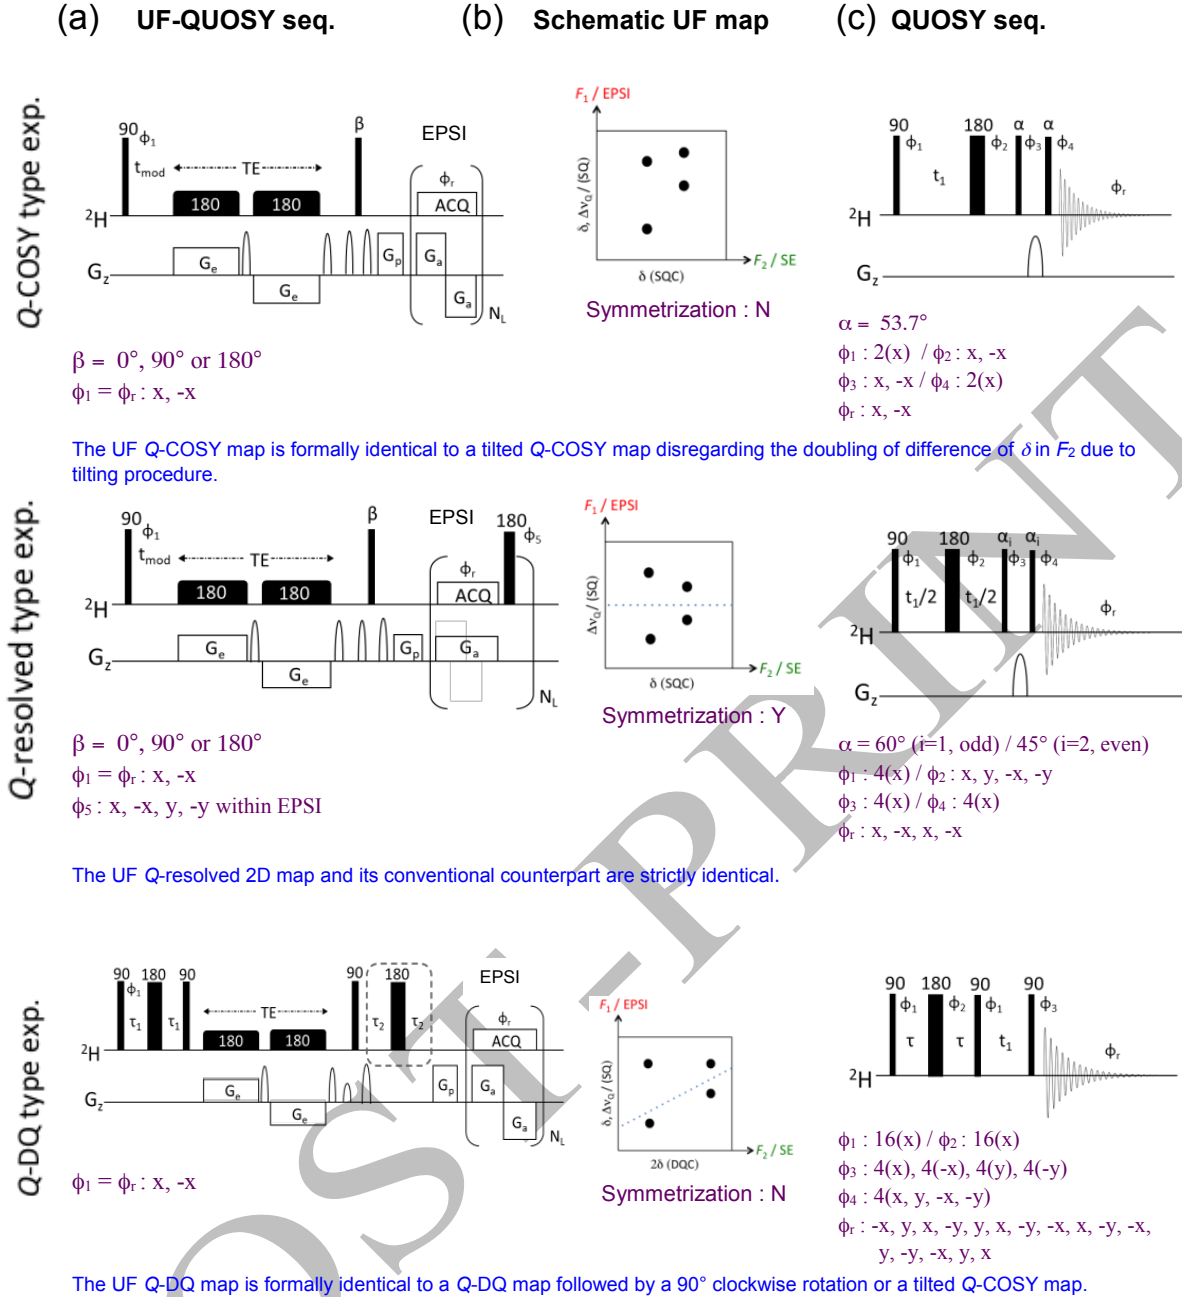 (a) UF-QUOSY seq. (b) Schematic UF map (c) QUOSY seq.
Q-COSY type exp.
90 ϕ1 tmod TE 180 180 β EPSI ϕr ACQ
²H
Gz Ge Ge Gp Ga Ga NL
β = 0°, 90° or 180°
ϕ1 = ϕr : x, -x
F1 / EPSI
δ, ΔνQ / (SQ)
F2 / SE
δ (SQC)
Symmetrization : N
90 ϕ1 t1 180 ϕ2 α ϕ3 α ϕ4 ϕr
²H
Gz
α = 53.7°
ϕ1 : 2(x) / ϕ2 : x, -x
ϕ3 : x, -x / ϕ4 : 2(x)
ϕr : x, -x
The UF Q-COSY map is formally identical to a tilted Q-COSY map disregarding the doubling of difference of δ in F2 due to
tilting procedure.
Q-resolved type exp.
90 ϕ1 tmod TE 180 180 β EPSI ϕr ACQ 180 ϕ5
²H
Gz Ge Ge Gp Ga NL
β = 0°, 90° or 180°
ϕ1 = ϕr : x, -x
ϕ5 : x, -x, y, -y within EPSI
F1 / EPSI
ΔνQ / (SQ)
F2 / SE
δ (SQC)
Symmetrization : Y
90 ϕ1 t1/2 180 ϕ2 t1/2 αi ϕ3 αi ϕ4 ϕr
²H
Gz
α = 60° (i=1, odd) / 45° (i=2, even)
ϕ1 : 4(x) / ϕ2 : x, y, -x, -y
ϕ3 : 4(x) / ϕ4 : 4(x)
ϕr : x, -x, x, -x
The UF Q-resolved 2D map and its conventional counterpart are strictly identical.
Q-DQ type exp.
90 ϕ1 τ1 180 τ1 90 TE 180 180 90 τ2 180 τ2 EPSI ϕr ACQ
²H
Gz Ge Ge Gp Ga Ga NL
ϕ1 = ϕr : x, -x
F1 / EPSI
δ, ΔνQ / (SQ)
F2 / SE
2δ (DQC)
Symmetrization : N
90 ϕ1 τ 180 ϕ2 τ 90 ϕ1 t1 90 ϕ3 ϕr
²H
ϕ1 : 16(x) / ϕ2 : 16(x)
ϕ3 : 4(x), 4(-x), 4(y), 4(-y)
ϕ4 : 4(x, y, -x, -y)
ϕr : -x, y, x, -y, y, x, -y, -x, x, -y, -x,
y, -y, -x, y, x
The UF Q-DQ map is formally identical to a Q-DQ map followed by a 90° clockwise rotation or a tilted Q-COSY map.
OST-PRINT